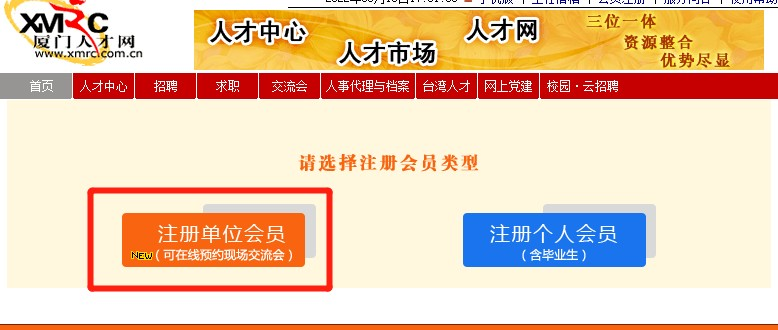 XMRC
厦门人才网
www.xmrc.com.cn
人才中心
人才市场
人才网
三位一体
资源整合
优势尽显
首页
人才中心
招聘
求职
交流会
人事代理与档案
台湾人才
网上党建
校园·云招聘
请选择注册会员类型
注册单位会员
NEW（可在线预约现场交流会）
注册个人会员
（含毕业生）